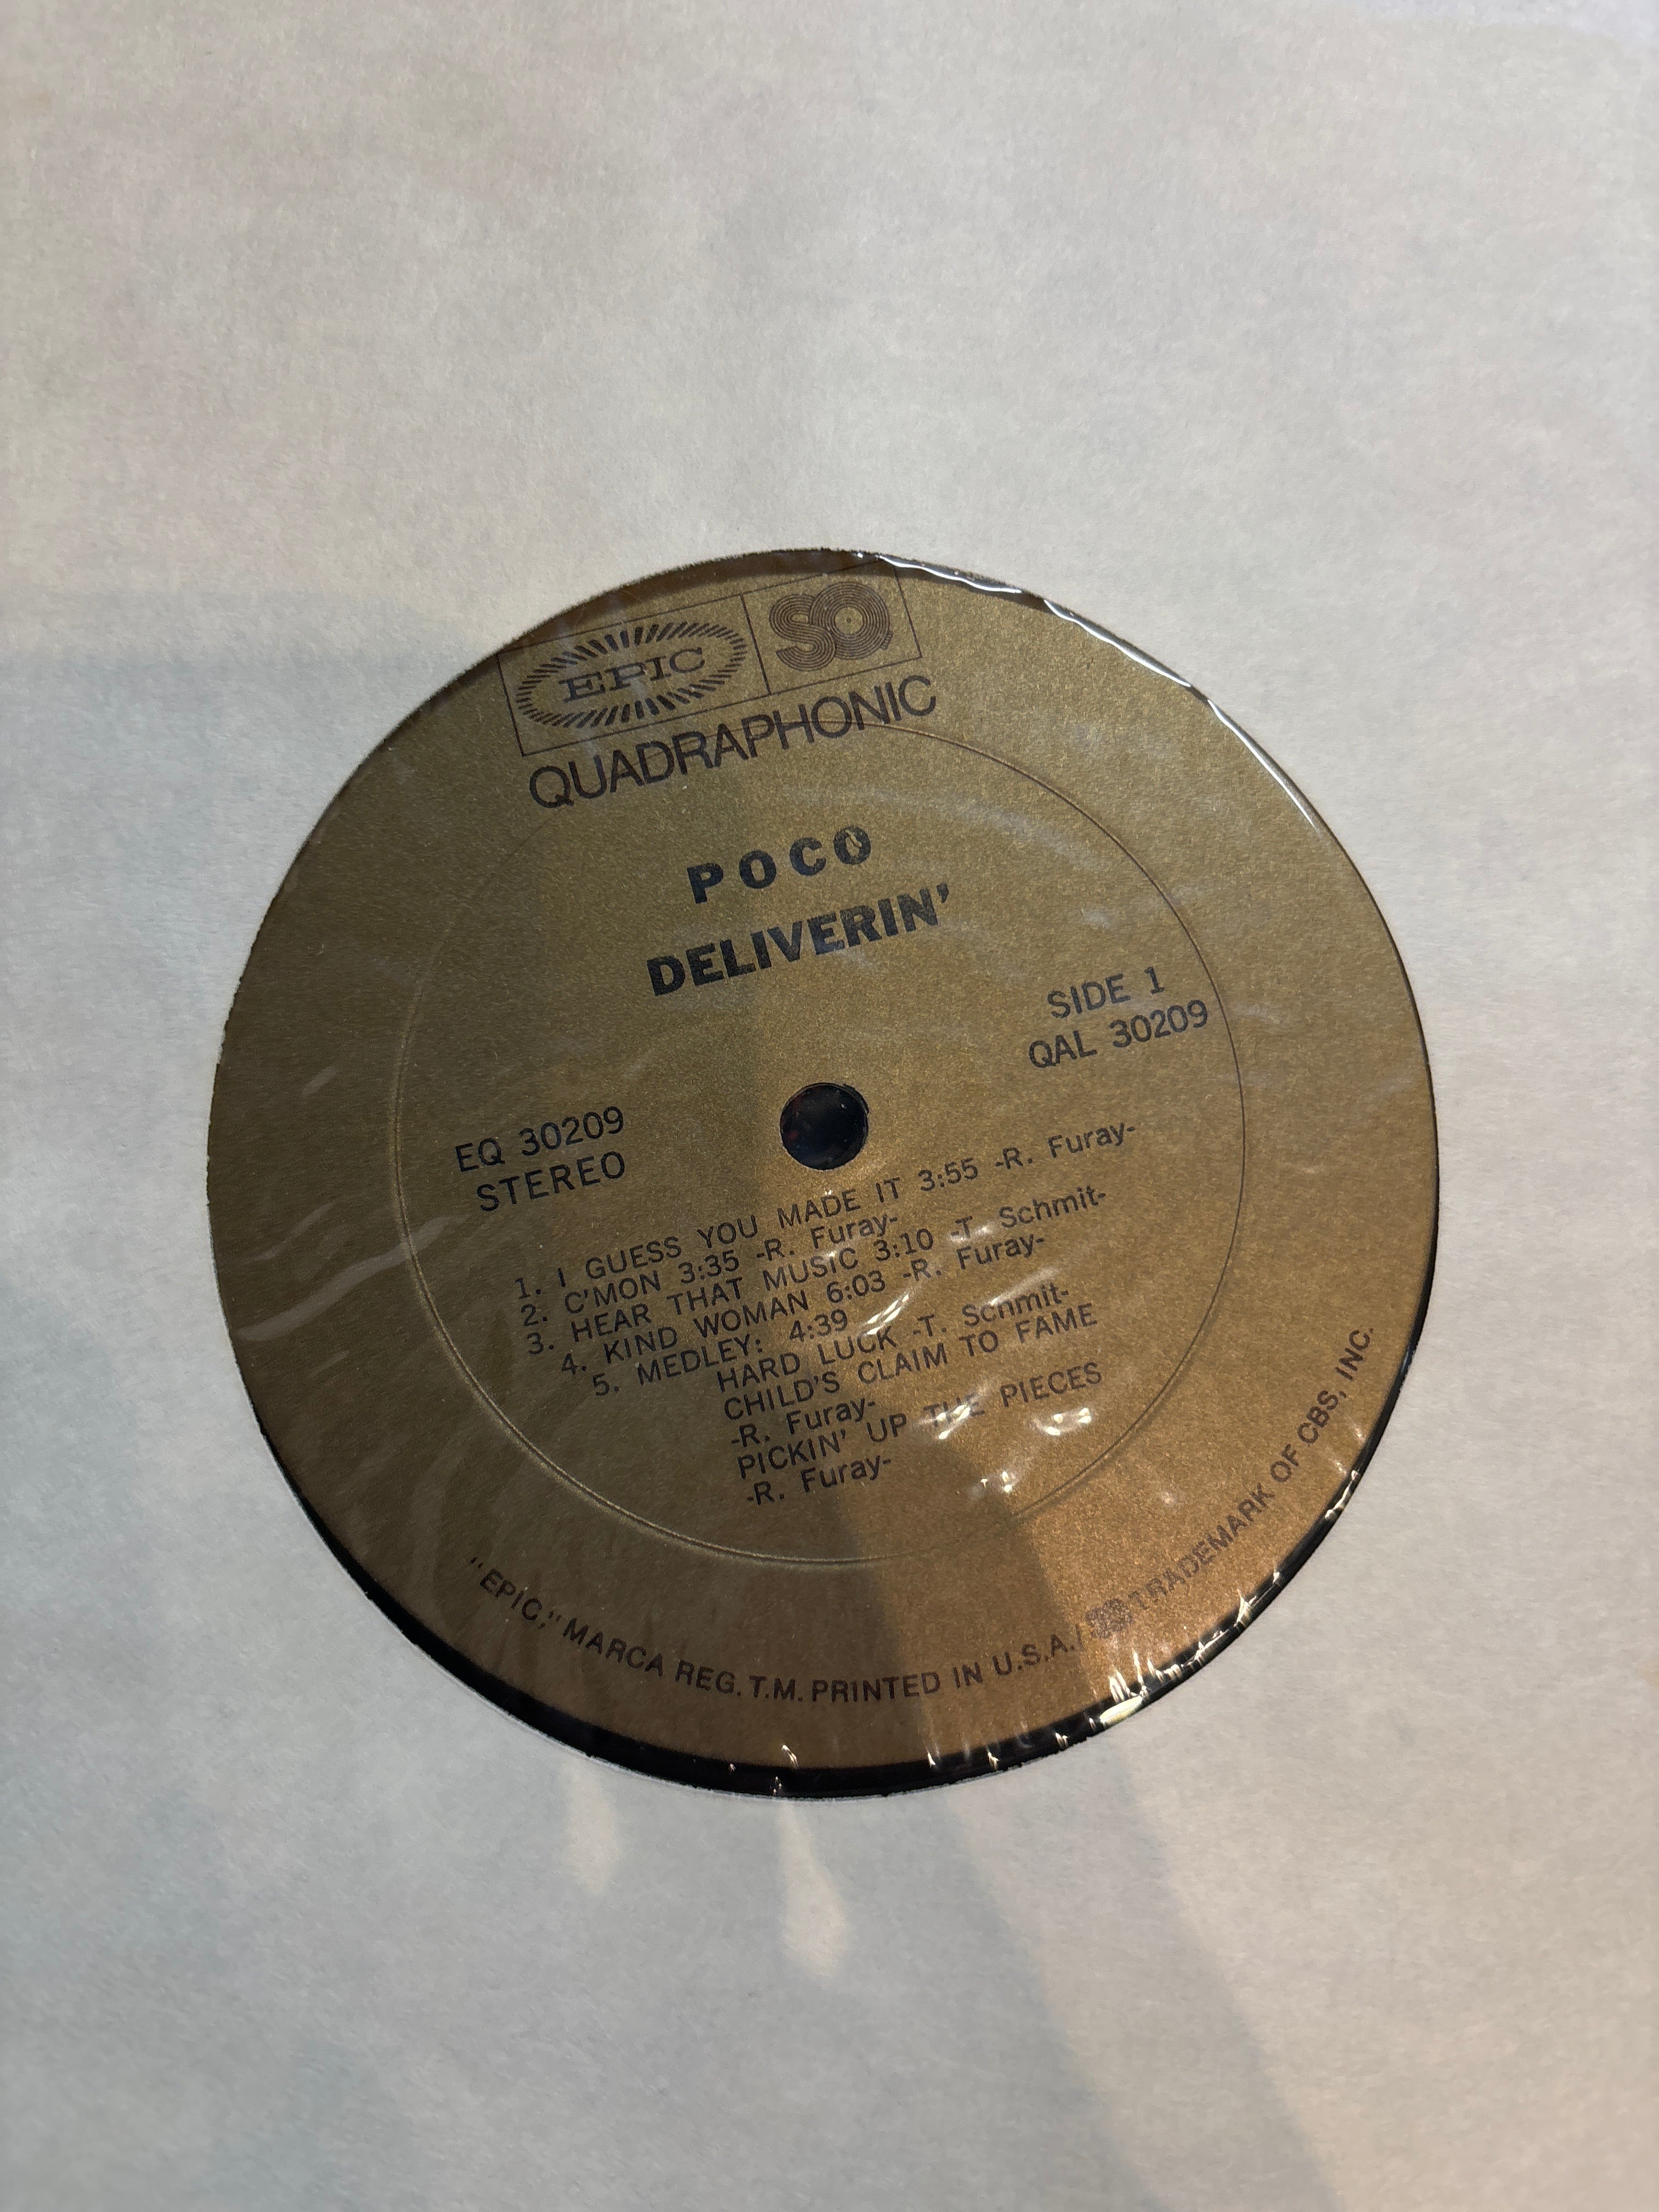 EPIC SQ
QUADRAPHONIC
POCO
DELIVERIN'
SIDE 1
QAL 30209
EQ 30209
STEREO
1. I GUESS YOU MADE IT 3:55 -R. Furay-
2. C'MON 3:35 -R. Furay-
3. HEAR THAT MUSIC 3:10 -T. Schmit-
4. KIND WOMAN 6:03 -R. Furay-
5. MEDLEY: 4:39
HARD LUCK -T. Schmit-
CHILD'S CLAIM TO FAME
-R. Furay-
PICKIN' UP THE PIECES
-R. Furay-
"EPIC," MARCA REG. T.M. PRINTED IN U.S.A./ SQ TRADEMARK OF CBS, INC.